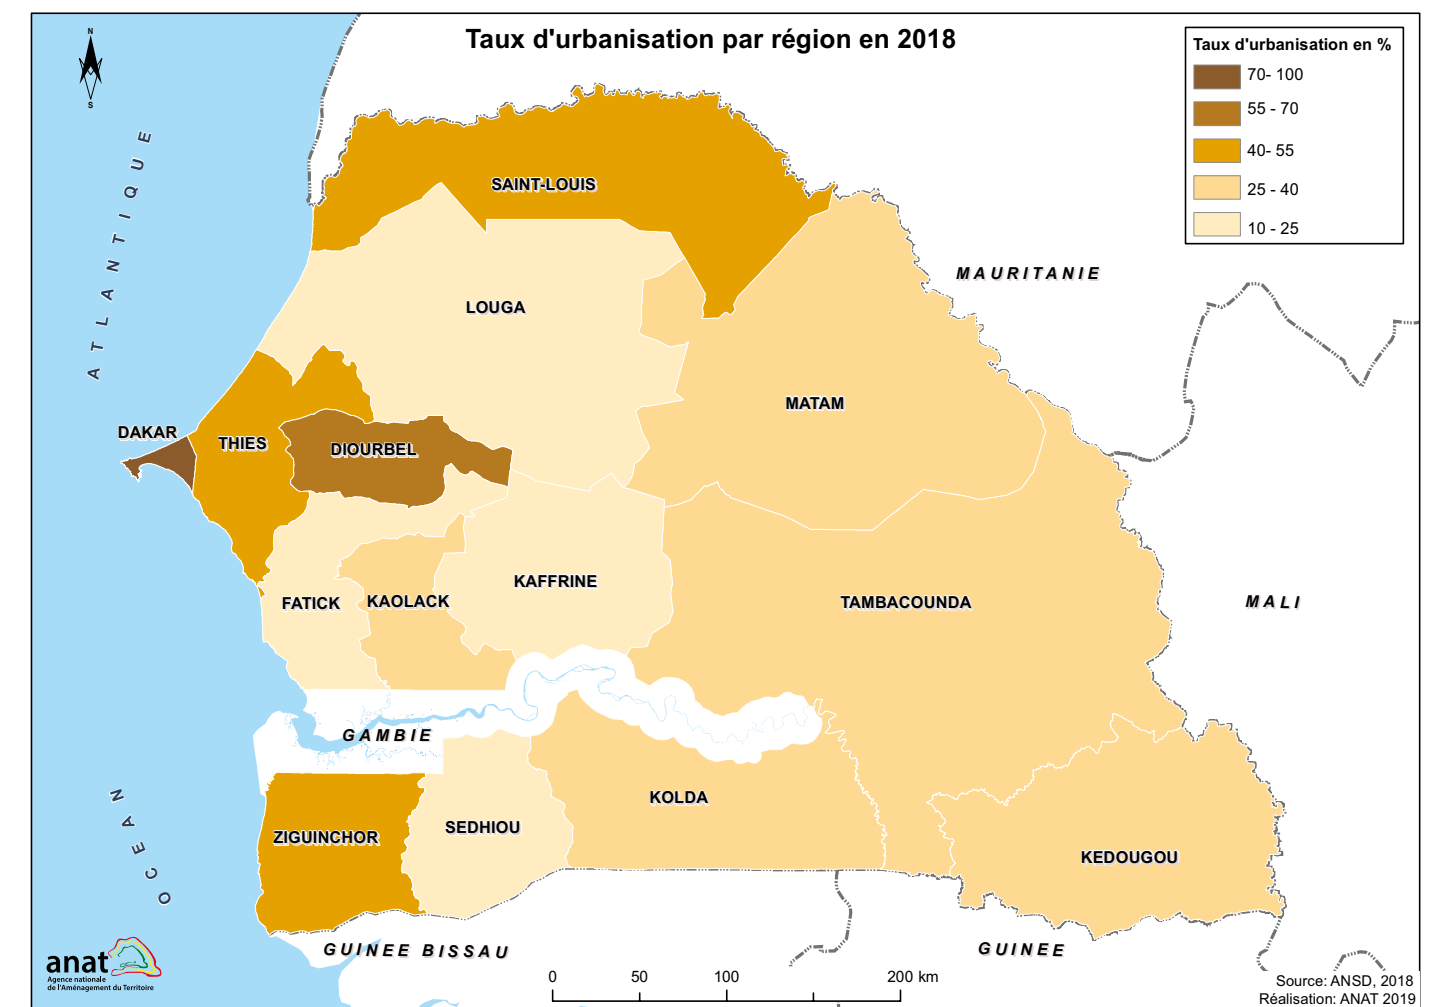 Taux d'urbanisation par région en 2018
N
S
Taux d'urbanisation en %
70- 100
55 - 70
40- 55
25 - 40
10 - 25
ATLANTIQUE
OCEAN
SAINT-LOUIS
MAURITANIE
LOUGA
MATAM
DAKAR
THIES
DIOURBEL
KAFFRINE
FATICK
KAOLACK
TAMBACOUNDA
MALI
GAMBIE
KOLDA
SEDHIOU
ZIGUINCHOR
KEDOUGOU
GUINEE BISSAU
GUINEE
anat
Agence nationale
de l'Aménagement du Territoire
0 50 100 200 km
Source: ANSD, 2018
Réalisation: ANAT 2019